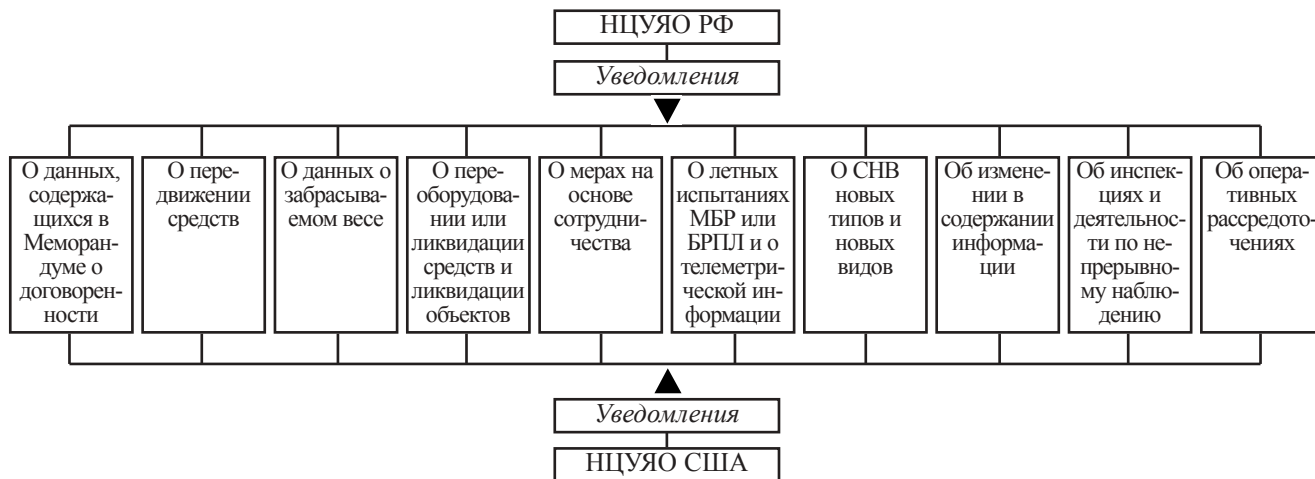 НЦУЯО РФ
Уведомления
О данных,
содержа-
щихся в
Меморан-
думе о
договорен-
ности
О пере-
движении
средств
О данных о
забрасыва-
емом весе
О пере-
оборудова-
нии или
ликвидации
средств и
ликвидации
объектов
О мерах на
основе
сотрудни-
чества
О летных
испытаниях
МБР или
БРПЛ и о
телеметри-
ческой ин-
формации
О СНВ
новых
типов и
новых
видов
Об измене-
нии в
содержании
информа-
ции
Об инспек-
циях и
деятельнос-
ти по не-
прерывно-
му наблю-
дению
Об опера-
тивных
рассредото-
чениях
Уведомления
НЦУЯО США